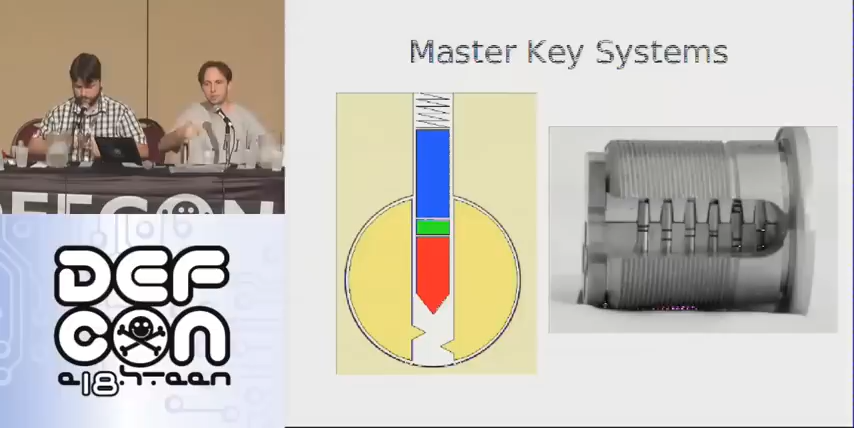 Master Key Systems
DEFCON
DEF
CON
e18hteen